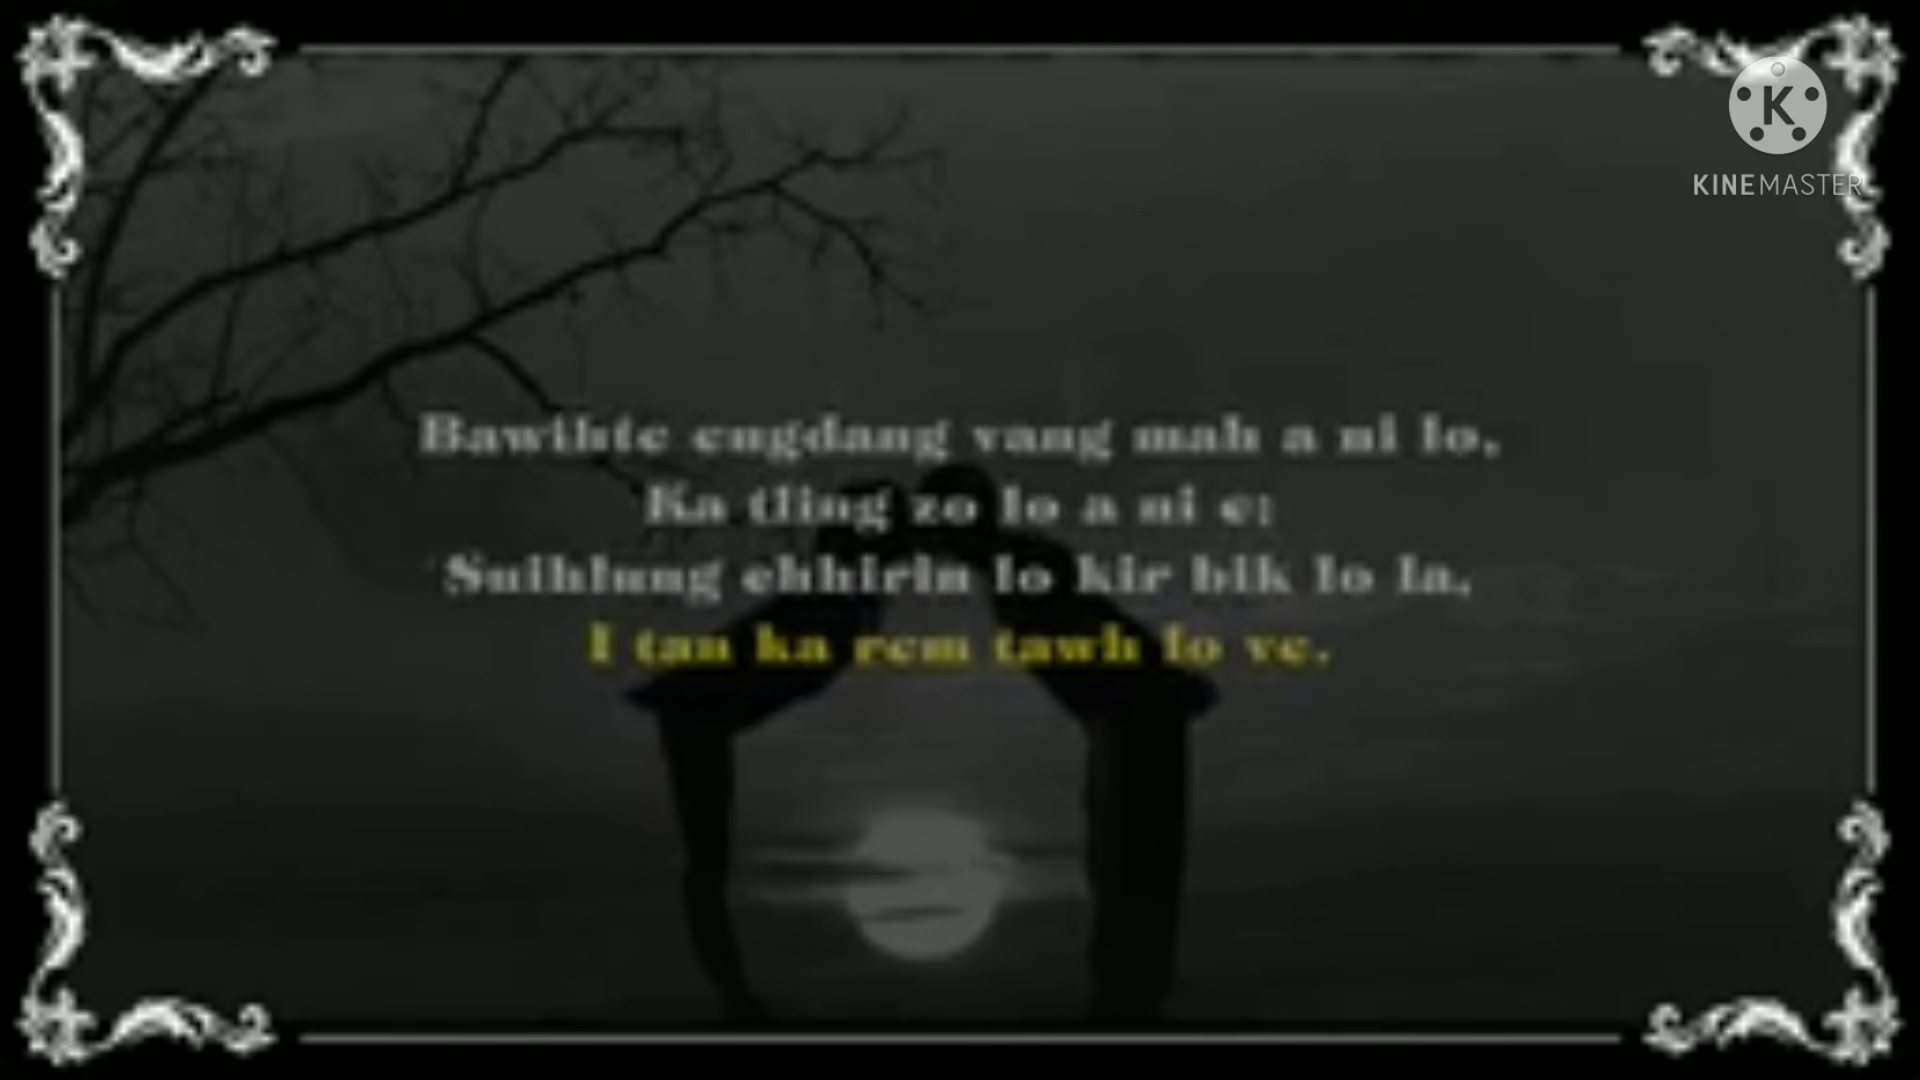 KINEMASTER
Bawihte engdang vang mah a ni lo,
Ka tling zo lo a ni e;
Suihlung chhirin lo kir bik lo la,
I tan ka rem tawh lo ve.